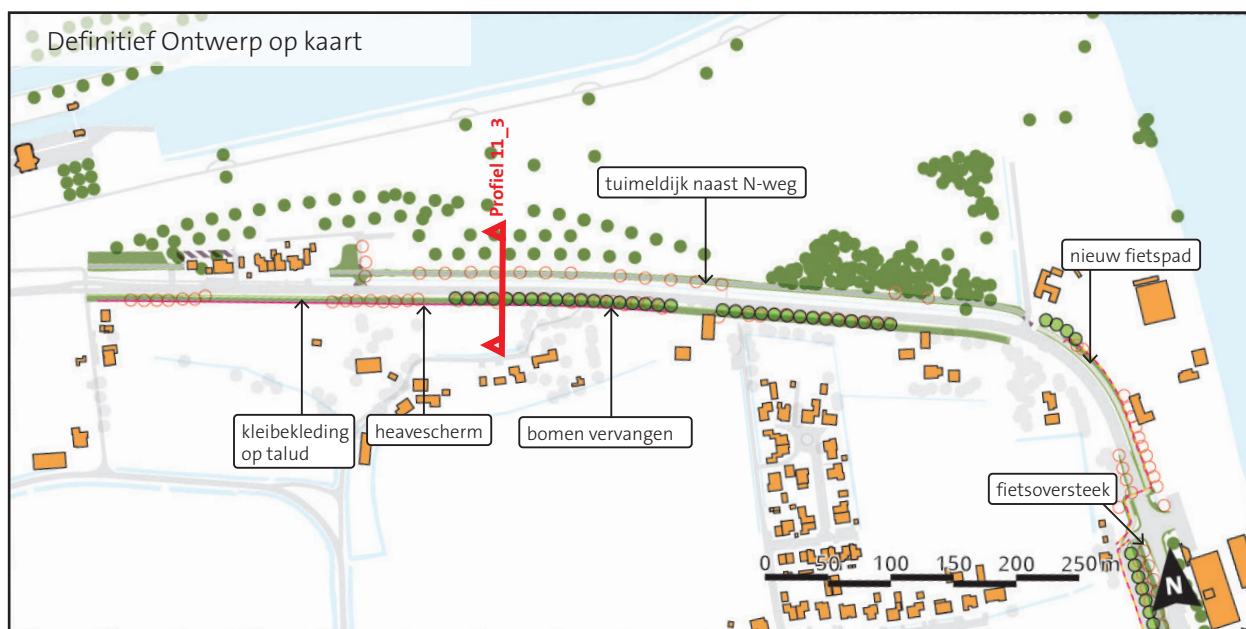 Definitief Ontwerp op kaart
Profiel 11_3
tuimeldijk naast N-weg
nieuw fietspad
kleibekleding
op talud
heavescherm
bomen vervangen
fietsoversteek
0 50 100 150 200 250 m
N